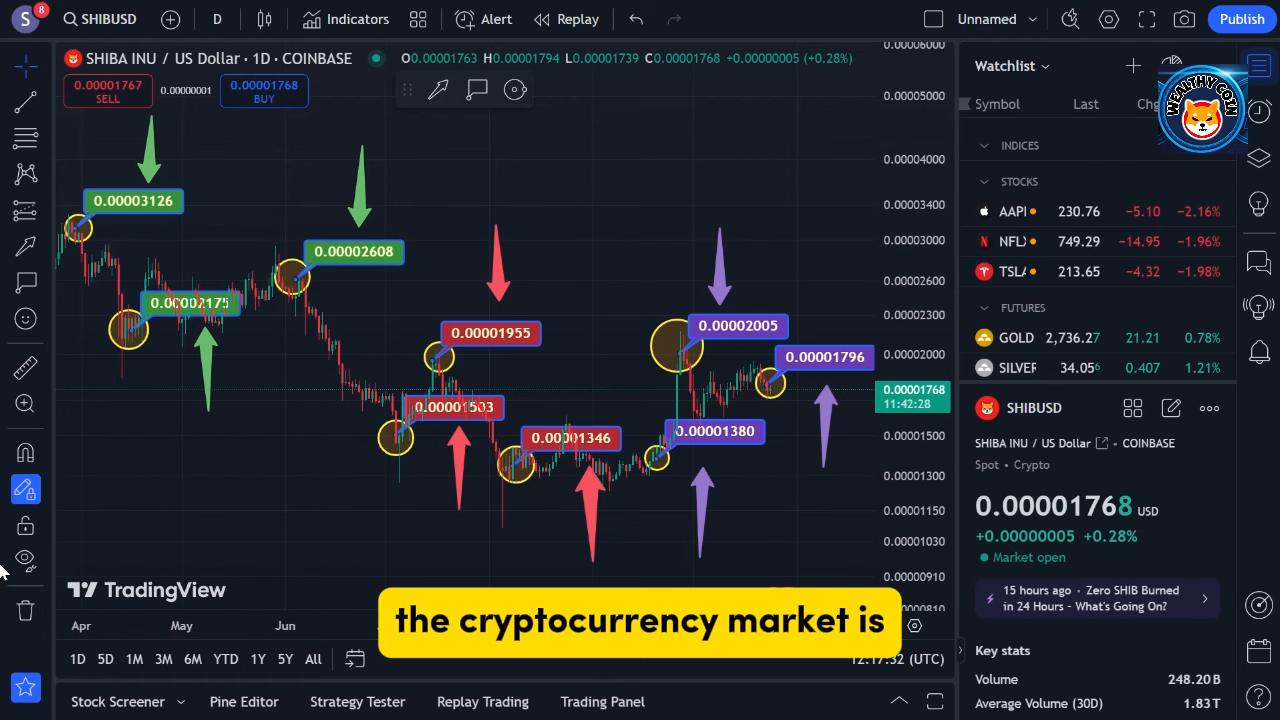 S
8
SHIBUSD
D
Indicators
Alert
Replay
Unnamed
Publish
SHIBA INU / US Dollar · 1D · COINBASE
O0.00001763 H0.00001794 L0.00001739 C0.00001768 +0.00000005 (+0.28%)
0.00001767
SELL
0.00000001
0.00001768
BUY
0.00006000
0.00005000
0.00004000
0.00003400
0.00003000
0.00002600
0.00002300
0.00002000
0.00001768
11:42:28
0.00001500
0.00001300
0.00001150
0.00001030
0.00000910
0.00000810
0.00003126
0.00002175
0.00002608
0.00001955
0.00001503
0.00001346
0.00002005
0.00001380
0.00001796
TradingView
the cryptocurrency market is
Apr May Jun
1D 5D 1M 3M 6M YTD 1Y 5Y All
12:17:32 (UTC)
Stock Screener Pine Editor Strategy Tester Replay Trading Trading Panel
Watchlist
WEALTHY COIN
Symbol Last Chg
INDICES
STOCKS
AAPL 230.76 −5.10 −2.16%
NFLX 749.29 −14.95 −1.96%
TSLA 213.65 −4.32 −1.98%
FUTURES
GOLD 2,736.27 21.21 0.78%
SILVER 34.056 0.407 1.21%
SHIBUSD
SHIBA INU / US Dollar · COINBASE
Spot · Crypto
0.00001768 USD
+0.00000005 +0.28%
Market open
15 hours ago · Zero SHIB Burned
in 24 Hours - What's Going On?
Key stats
Volume 248.20B
Average Volume (30D) 1.83T